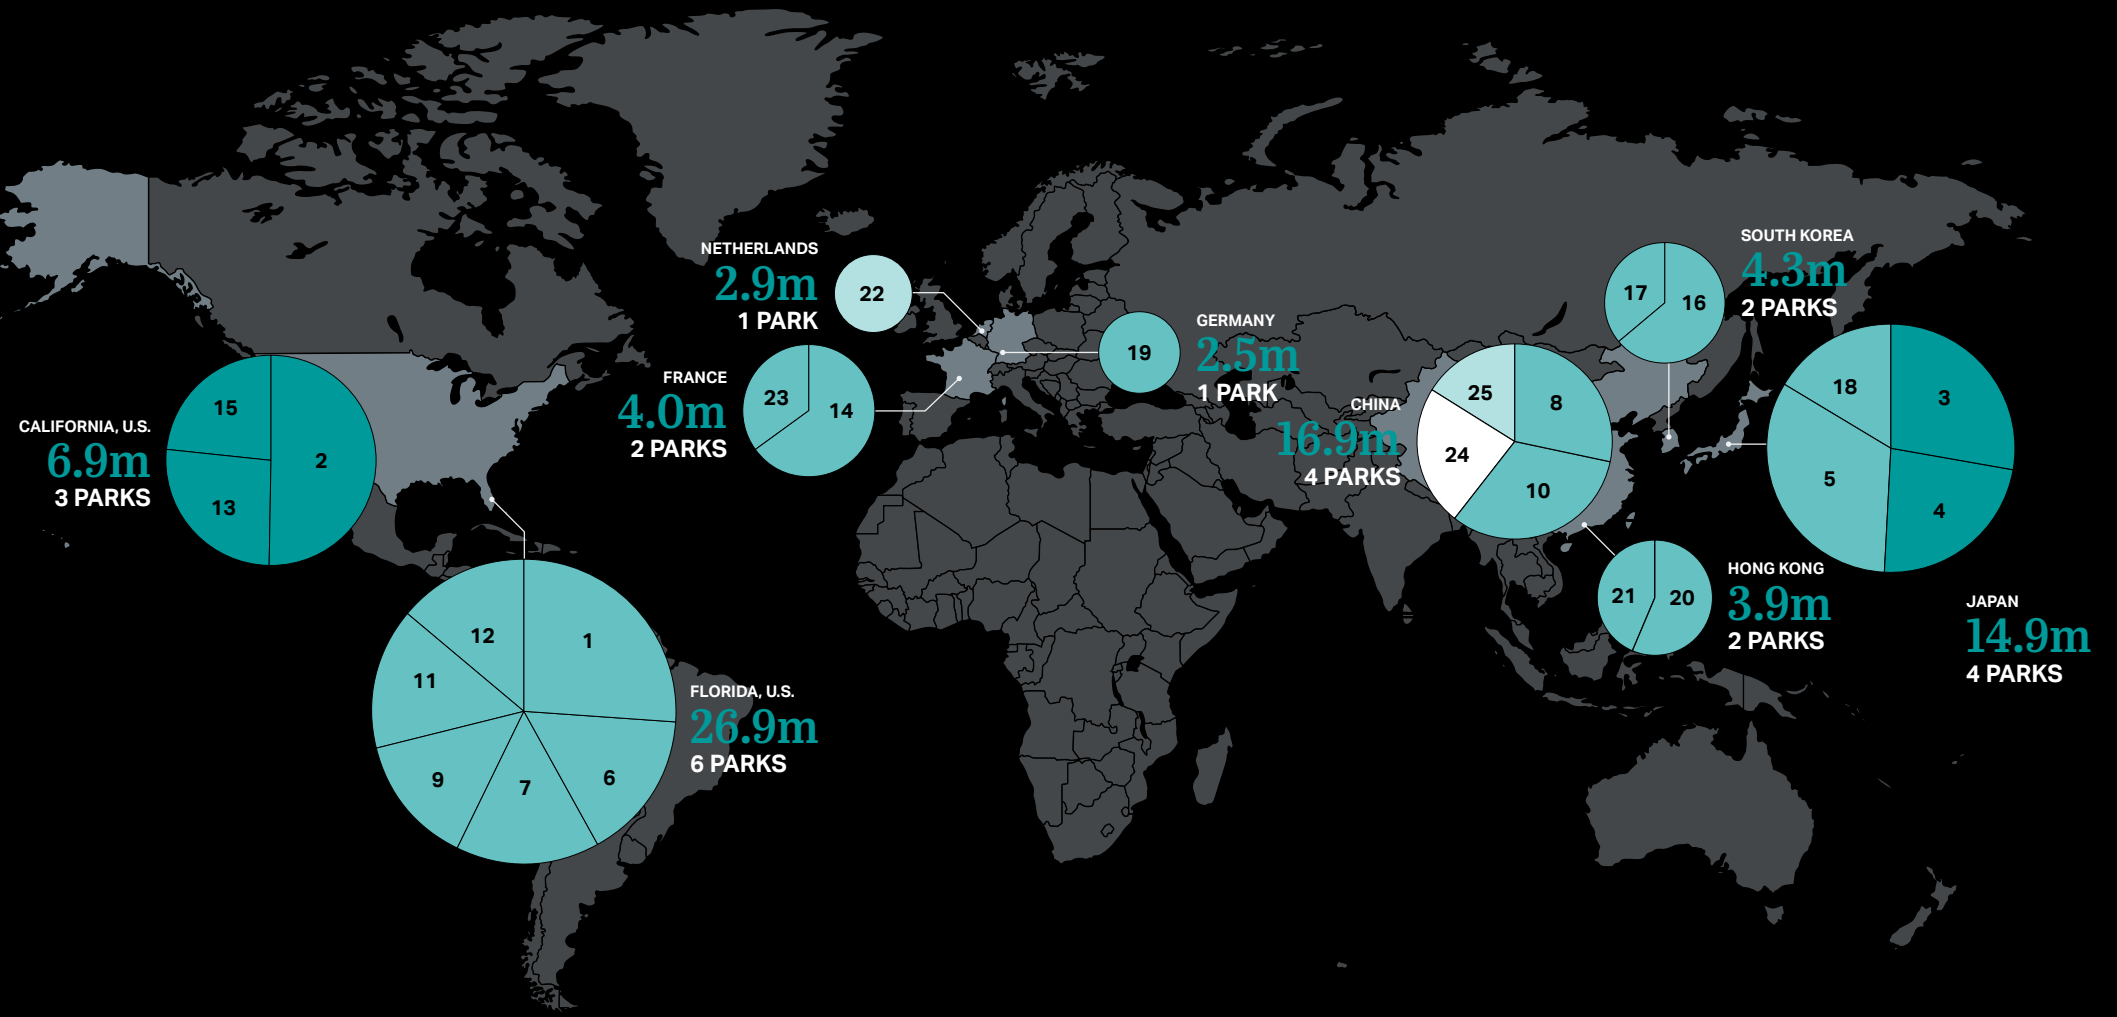 NETHERLANDS
2.9m
1 PARK
22
FRANCE
4.0m
2 PARKS
23
14
GERMANY
2.5m
1 PARK
19
SOUTH KOREA
4.3m
2 PARKS
17
16
CALIFORNIA, U.S.
6.9m
3 PARKS
15
2
13
CHINA
16.9m
4 PARKS
25
8
24
10
18
3
5
4
JAPAN
14.9m
4 PARKS
HONG KONG
3.9m
2 PARKS
21
20
FLORIDA, U.S.
26.9m
6 PARKS
12
1
11
9
7
6